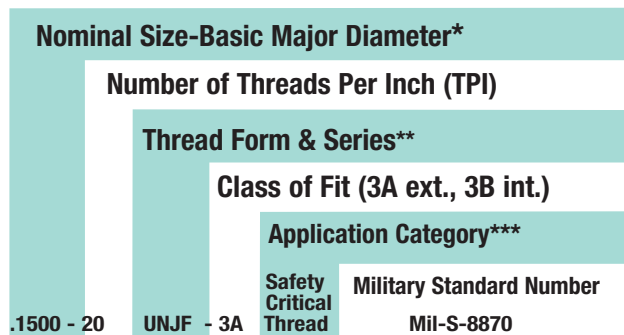 Nominal Size-Basic Major Diameter*
Number of Threads Per Inch (TPI)
Thread Form & Series**
Class of Fit (3A ext., 3B int.)
Application Category***
Safety
Critical
Thread
Military Standard Number
.1500 - 20 UNJF - 3A Mil-S-8870